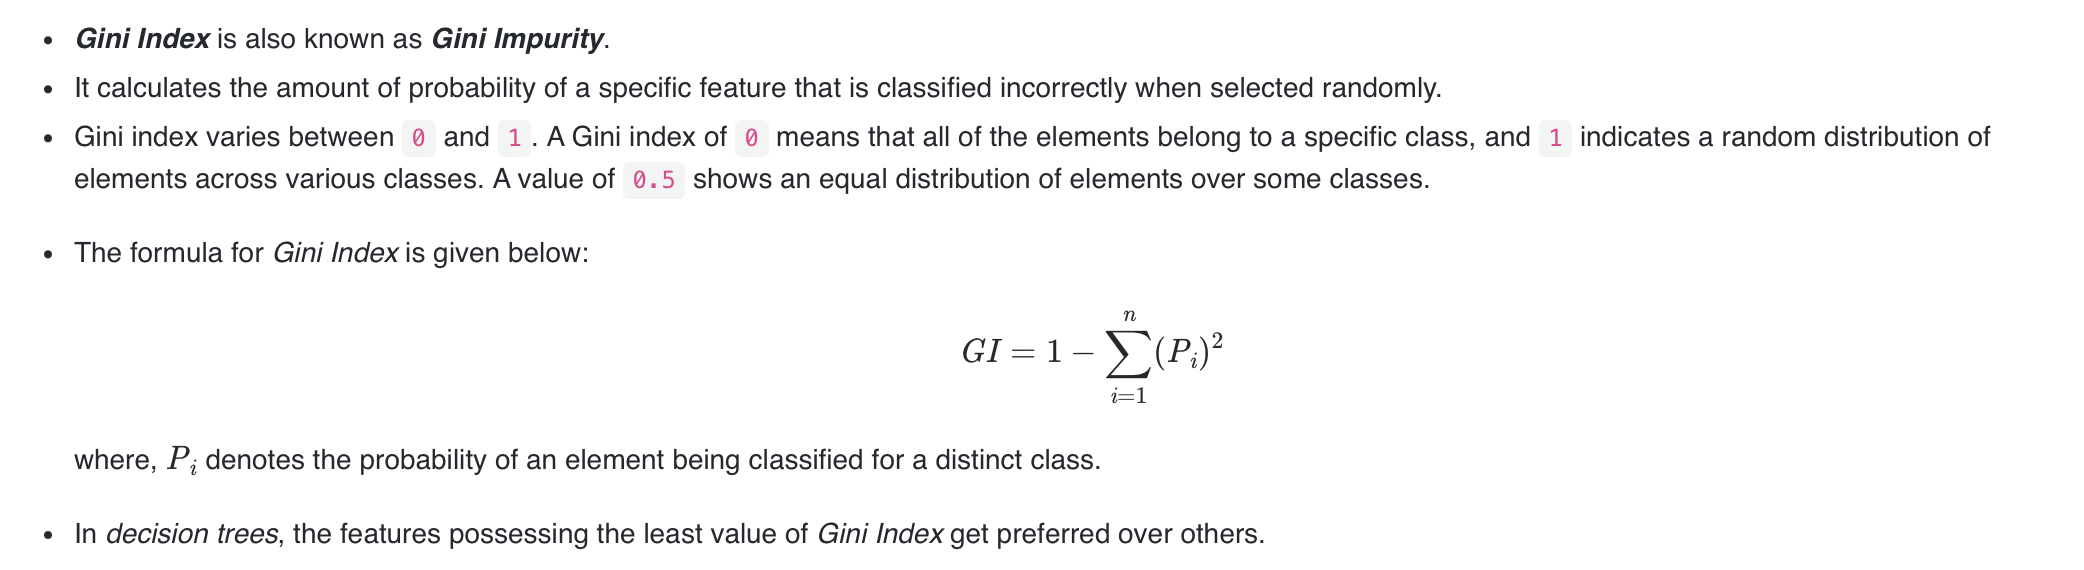 • Gini Index is also known as Gini Impurity.
• It calculates the amount of probability of a specific feature that is classified incorrectly when selected randomly.
• Gini index varies between 0 and 1. A Gini index of 0 means that all of the elements belong to a specific class, and 1 indicates a random distribution of
elements across various classes. A value of 0.5 shows an equal distribution of elements over some classes.
• The formula for Gini Index is given below:
GI = 1 − ∑_{i=1}^{n} (P_i)^2
where, P_i denotes the probability of an element being classified for a distinct class.
• In decision trees, the features possessing the least value of Gini Index get preferred over others.